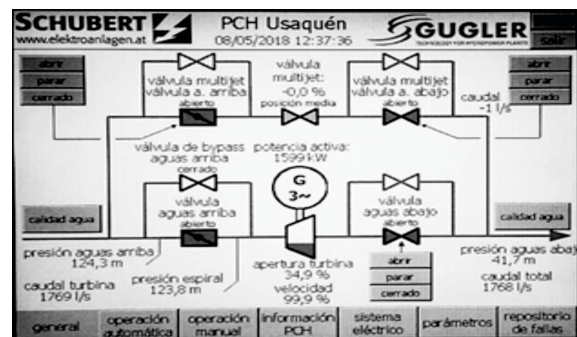 SCHUBERT
www.elektroanlagen.at
PCH Usaquén
08/05/2018 12:37:36
GUGLER
TECHNOLOGY FOR HYDROPOWER PLANTS
salir
abrir
parar
cerrado
válvula multijet
válvula a. arriba
abierto
válvula
multijet:
-0,0 %
posición media
válvula multijet
válvula a. abajo
abierto
caudal
-1 l/s
abrir
parar
cerrado
válvula de bypass
aguas arriba
cerrado
potencia activa:
1599 kW
G
3~
calidad agua
válvula
aguas arriba
abierto
válvula
aguas abajo
abierto
calidad agua
presión aguas arriba
124,3 m
caudal turbina
1769 l/s
presión espiral
123,8 m
apertura turbina
34,9 %
velocidad
99,9 %
abrir
parar
cerrado
presión aguas abajo
41,7 m
caudal total
1768 l/s
general
operación
automática
operación
manual
información
PCH
sistema
eléctrico
parámetros
repositorio
de fallas